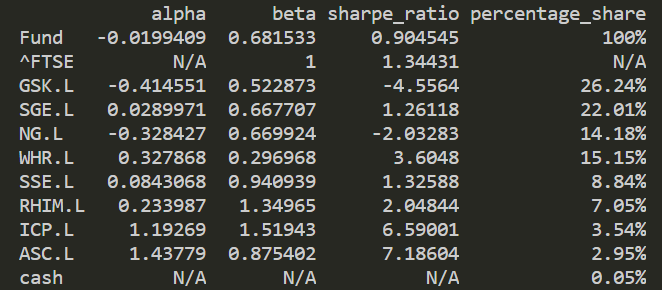 alpha beta sharpe_ratio percentage_share
Fund -0.0199409 0.681533 0.904545 100%
^FTSE N/A 1 1.34431 N/A
GSK.L -0.414551 0.522873 -4.5564 26.24%
SGE.L 0.0289971 0.667707 1.26118 22.01%
NG.L -0.328427 0.669924 -2.03283 14.18%
WHR.L 0.327868 0.296968 3.6048 15.15%
SSE.L 0.0843068 0.940939 1.32588 8.84%
RHIM.L 0.233987 1.34965 2.04844 7.05%
ICP.L 1.19269 1.51943 6.59001 3.54%
ASC.L 1.43779 0.875402 7.18604 2.95%
cash N/A N/A N/A 0.05%